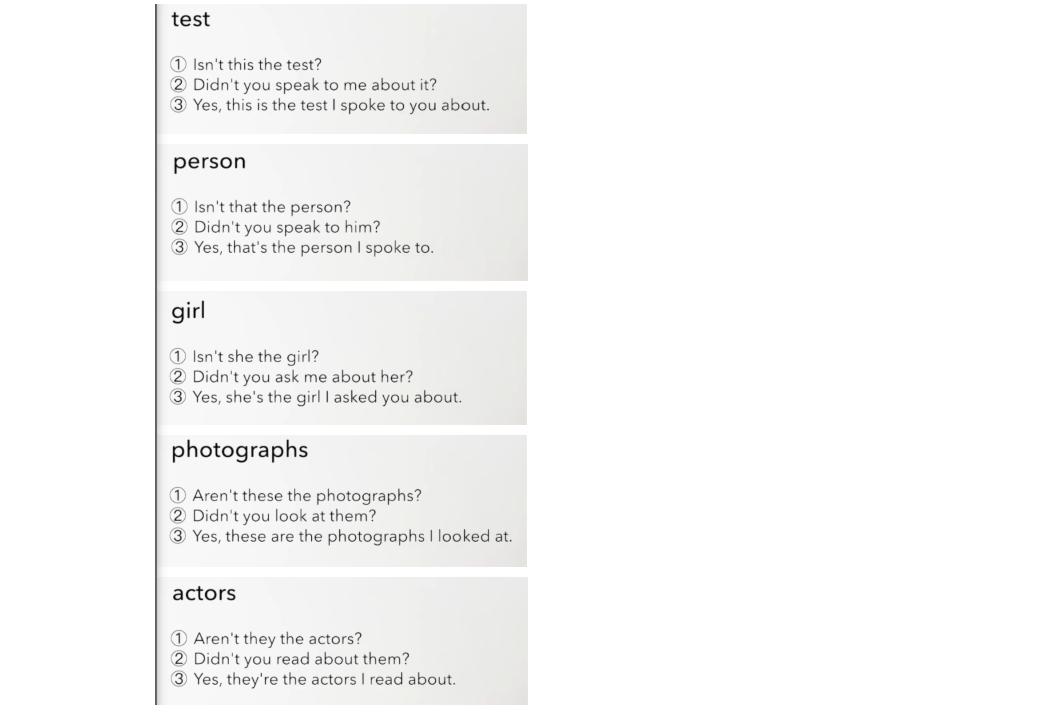 test
① Isn't this the test?
② Didn't you speak to me about it?
③ Yes, this is the test I spoke to you about.
person
① Isn't that the person?
② Didn't you speak to him?
③ Yes, that's the person I spoke to.
girl
① Isn't she the girl?
② Didn't you ask me about her?
③ Yes, she's the girl I asked you about.
photographs
① Aren't these the photographs?
② Didn't you look at them?
③ Yes, these are the photographs I looked at.
actors
① Aren't they the actors?
② Didn't you read about them?
③ Yes, they're the actors I read about.